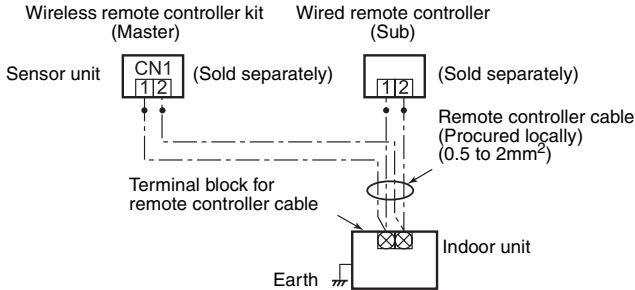 Wireless remote controller kit
(Master)
Wired remote controller
(Sub)
Sensor unit
CN1
1 2
(Sold separately)
1 2
(Sold separately)
Remote controller cable
(Procured locally)
(0.5 to 2mm²)
Terminal block for
remote controller cable
Indoor unit
Earth